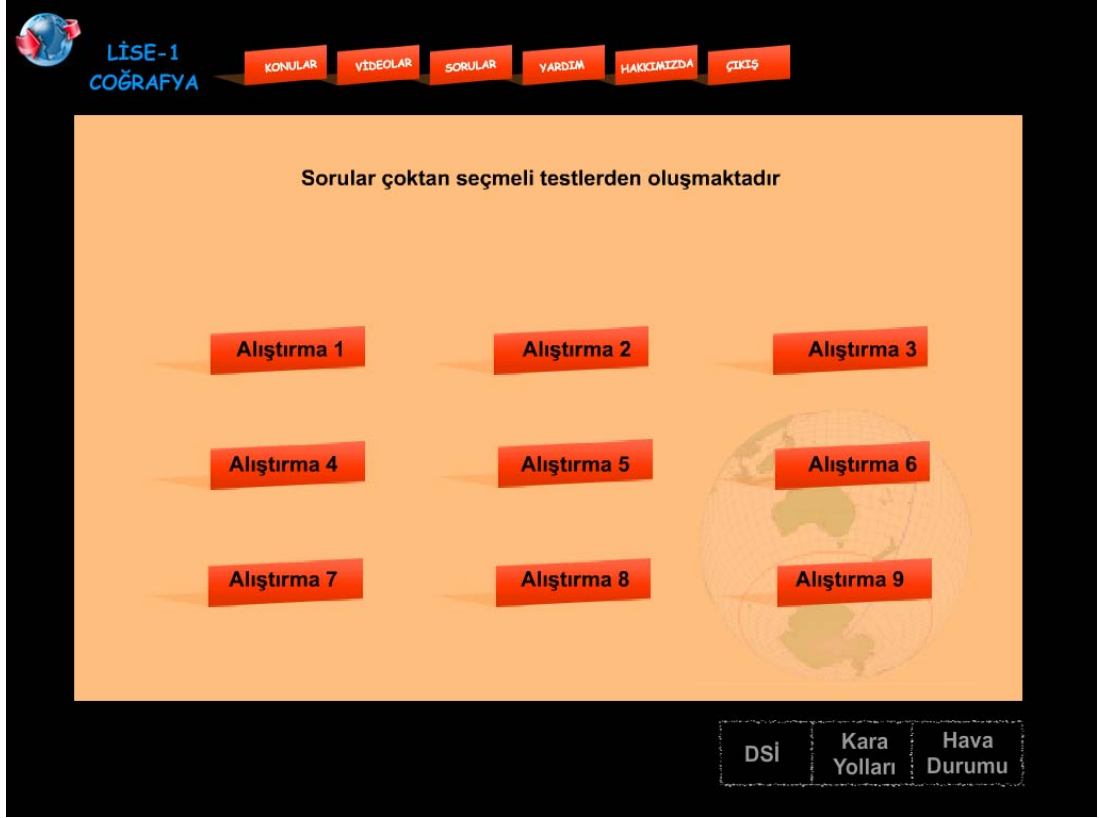 LİSE-1
COĞRAFYA
KONULAR
VİDEOLAR
SORULAR
YARDIM
HAKKIMIZDA
ÇIKIŞ
Sorular çoktan seçmeli testlerden oluşmaktadır
Alıştırma 1
Alıştırma 2
Alıştırma 3
Alıştırma 4
Alıştırma 5
Alıştırma 6
Alıştırma 7
Alıştırma 8
Alıştırma 9
DSİ
Kara
Yolları
Hava
Durumu